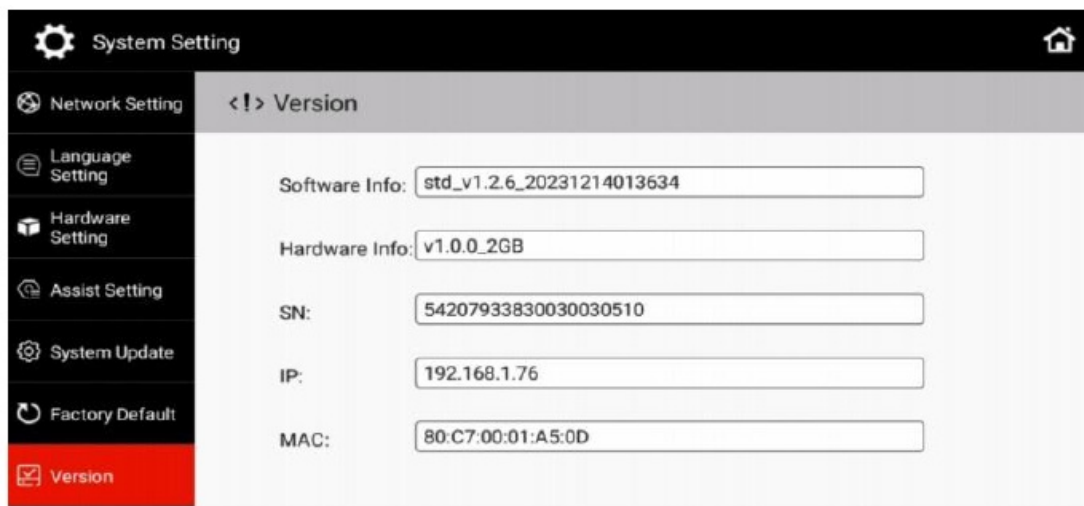 System Setting
Network Setting
Language
Setting
Hardware
Setting
Assist Setting
System Update
Factory Default
Version
<!> Version
Software Info: std_v1.2.6_20231214013634
Hardware Info: v1.0.0_2GB
SN: 54207933830030030510
IP: 192.168.1.76
MAC: 80:C7:00:01:A5:0D